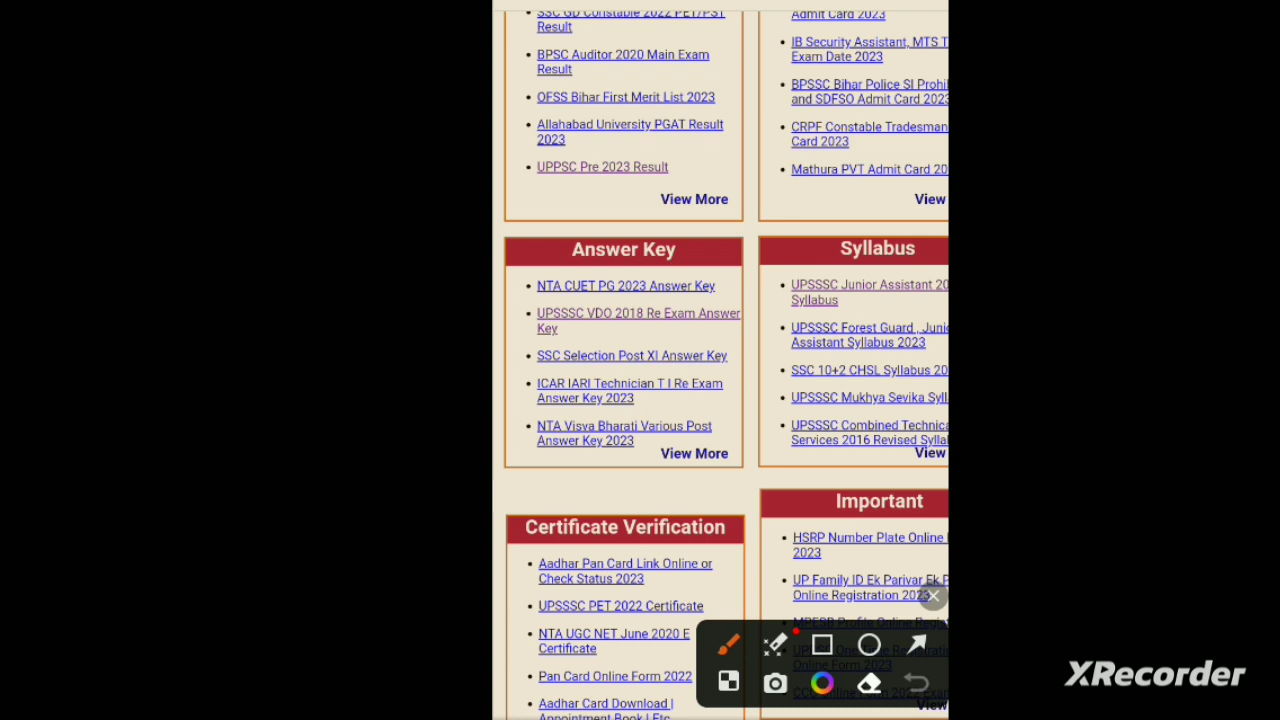 SSC GD Constable 2022 PET/PST
Result
BPSC Auditor 2020 Main Exam
Result
OFSS Bihar First Merit List 2023
Allahabad University PGAT Result
2023
UPPSC Pre 2023 Result
View More
Admit Card 2023
IB Security Assistant, MTS T
Exam Date 2023
BPSSC Bihar Police SI Prohi
and SDFSO Admit Card 2023
CRPF Constable Tradesman
Card 2023
Mathura PVT Admit Card 20
View
Answer Key
NTA CUET PG 2023 Answer Key
UPSSSC VDO 2018 Re Exam Answer
Key
SSC Selection Post XI Answer Key
ICAR IARI Technician T I Re Exam
Answer Key 2023
NTA Visva Bharati Various Post
Answer Key 2023
View More
Syllabus
UPSSSC Junior Assistant 20
Syllabus
UPSSSC Forest Guard , Juni
Assistant Syllabus 2023
SSC 10+2 CHSL Syllabus 20
UPSSSC Mukhya Sevika Syll
UPSSSC Combined Technica
Services 2016 Revised Sylla
View
Certificate Verification
Aadhar Pan Card Link Online or
Check Status 2023
UPSSSC PET 2022 Certificate
NTA UGC NET June 2020 E
Certificate
Pan Card Online Form 2022
Aadhar Card Download |
Appointment Book | Etc
Important
HSRP Number Plate Online
2023
UP Family ID Ek Parivar Ek P
Online Registration 2023
Online Form 2023
View
XRecorder